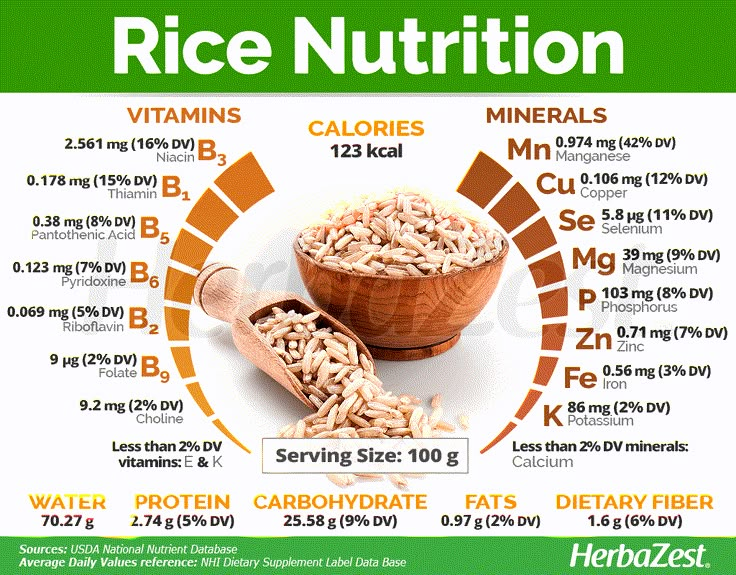 Rice Nutrition
VITAMINS
2.561 mg (16% DV)
Niacin B3
0.178 mg (15% DV)
Thiamin B1
0.38 mg (8% DV)
Pantothenic Acid B5
0.123 mg (7% DV)
Pyridoxine B6
0.069 mg (5% DV)
Riboflavin B2
9 µg (2% DV)
Folate B9
9.2 mg (2% DV)
Choline
Less than 2% DV
vitamins: E & K
CALORIES
123 kcal
MINERALS
Mn 0.974 mg (42% DV)
Manganese
Cu 0.106 mg (12% DV)
Copper
Se 5.8 µg (11% DV)
Selenium
Mg 39 mg (9% DV)
Magnesium
P 103 mg (8% DV)
Phosphorus
Zn 0.71 mg (7% DV)
Zinc
Fe 0.56 mg (3% DV)
Iron
K 86 mg (2% DV)
Potassium
Less than 2% DV minerals:
Calcium
HerbaZest
Serving Size: 100 g
WATER
70.27 g
PROTEIN
2.74 g (5% DV)
CARBOHYDRATE
25.58 g (9% DV)
FATS
0.97 g (2% DV)
DIETARY FIBER
1.6 g (6% DV)
Sources: USDA National Nutrient Database
Average Daily Values reference: NHI Dietary Supplement Label Data Base
HerbaZest®